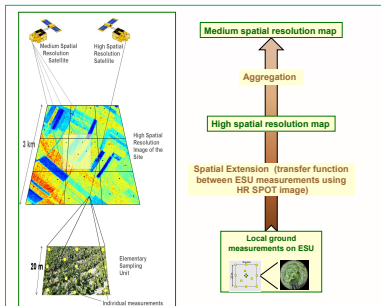 Medium Spatial
Resolution
Satellite
High Spatial
Resolution
Satellite
3 km
High Spatial
Resolution
Image of the
Site
20 m
Elementary
Sampling
Unit
Individual measurements
Medium spatial resolution map
Aggregation
High spatial resolution map
Spatial Extension (transfer function
between ESU measurements using
HR SPOT image)
Local ground
measurements on ESU